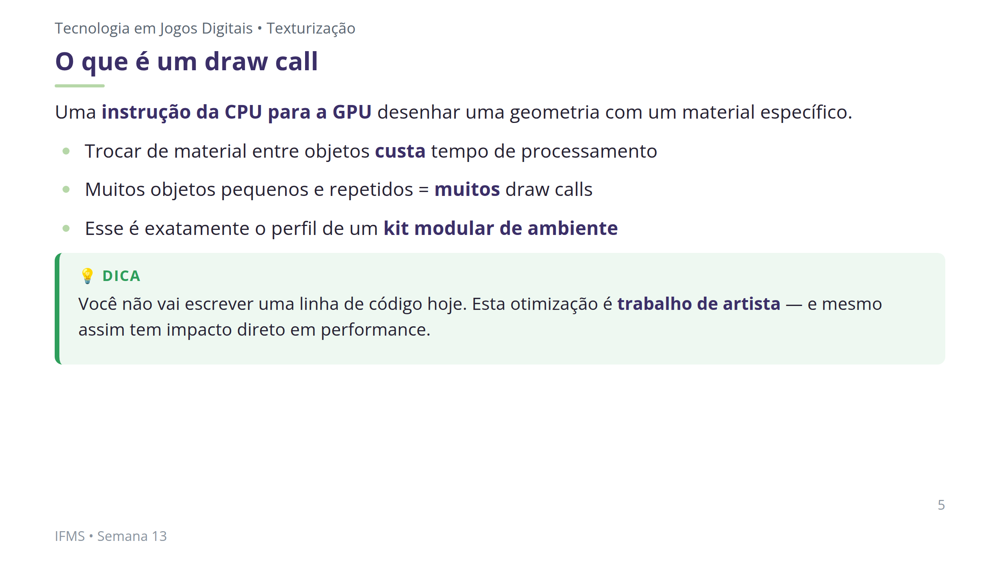 Tecnologia em Jogos Digitais • Texturização
O que é um draw call
Uma instrução da CPU para a GPU desenhar uma geometria com um material específico.
• Trocar de material entre objetos custa tempo de processamento
• Muitos objetos pequenos e repetidos = muitos draw calls
• Esse é exatamente o perfil de um kit modular de ambiente
💡 DICA
Você não vai escrever uma linha de código hoje. Esta otimização é trabalho de artista — e mesmo
assim tem impacto direto em performance.
5
IFMS • Semana 13